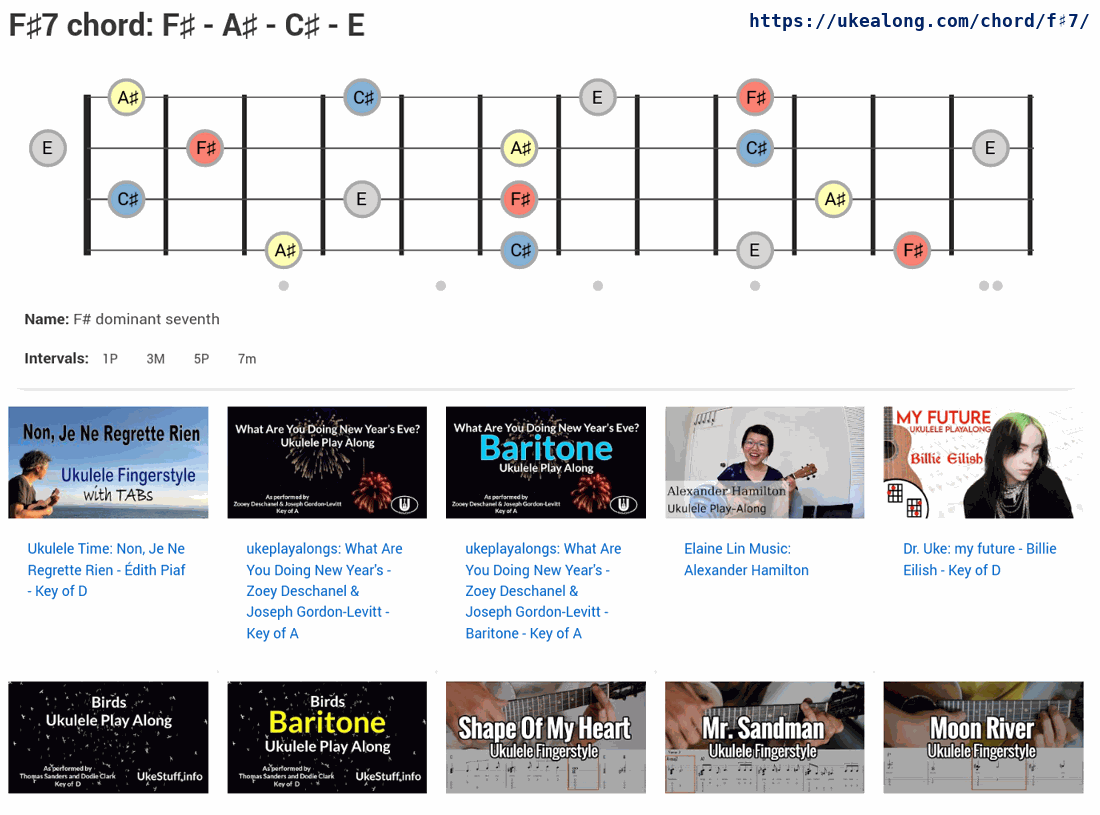 F♯7 chord: F♯ - A♯ - C♯ - E
https://ukealong.com/chord/f♯7/
A♯ C♯ E F♯
E F♯ A♯ C♯ E
C♯ E F♯ A♯
A♯ C♯ E F♯
Name: F# dominant seventh
Intervals: 1P 3M 5P 7m
Non, Je Ne Regrette Rien
Ukulele Fingerstyle
with TABs
What Are You Doing New Year's Eve?
Ukulele Play Along
As performed by
Zooey Deschanel & Joseph Gordon-Levitt
Key of A
What Are You Doing New Year's Eve?
Baritone
Ukulele Play Along
As performed by
Zooey Deschanel & Joseph Gordon-Levitt
Key of A
Alexander Hamilton
Ukulele Play-Along
MY FUTURE
UKULELE PLAYALONG
Billie Eilish
Ukulele Time: Non, Je Ne
Regrette Rien - Édith Piaf
- Key of D
ukeplayalongs: What Are
You Doing New Year's -
Zoey Deschanel &
Joseph Gordon-Levitt -
Key of A
ukeplayalongs: What Are
You Doing New Year's -
Zoey Deschanel &
Joseph Gordon-Levitt -
Baritone - Key of A
Elaine Lin Music:
Alexander Hamilton
Dr. Uke: my future - Billie
Eilish - Key of D
Birds
Ukulele Play Along
As performed by
Thomas Sanders and Dodie Clark
Key of D
UkeStuff.info
Birds
Baritone
Ukulele Play Along
As performed by
Thomas Sanders and Dodie Clark
Key of D
UkeStuff.info
Shape Of My Heart
Ukulele Fingerstyle
Mr. Sandman
Ukulele Fingerstyle
Moon River
Ukulele Fingerstyle